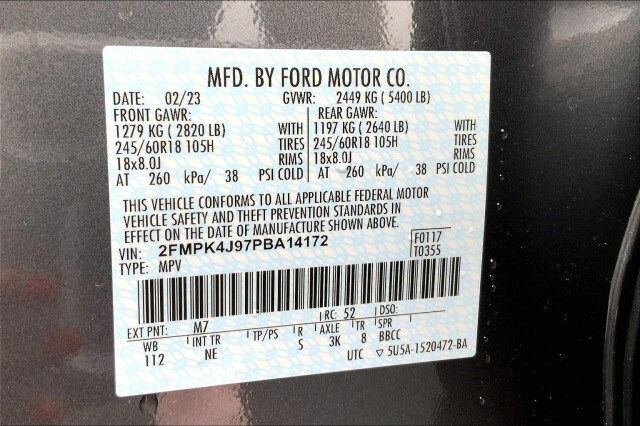 MFD. BY FORD MOTOR CO.
DATE: 02/23 GVWR: 2449 KG ( 5400 LB)
FRONT GAWR: REAR GAWR:
1279 KG ( 2820 LB) WITH 1197 KG ( 2640 LB) WITH
245/60R18 105H TIRES 245/60R18 105H TIRES
18x8.0J RIMS 18x8.0J RIMS
AT 260 kPa/ 38 PSI COLD AT 260 kPa/ 38 PSI COLD
THIS VEHICLE CONFORMS TO ALL APPLICABLE FEDERAL MOTOR
VEHICLE SAFETY AND THEFT PREVENTION STANDARDS IN
EFFECT ON THE DATE OF MANUFACTURE SHOWN ABOVE.
VIN: 2FMPK4J97PBA14172 F0117
TYPE: MPV T0355
EXT PNT: M7 RC: 52 DSO:
WB INT TR TP/PS R AXLE TR SPR
112 NE S 3K 8 BBCC
UTC ▽ 5U5A-1520472-BA